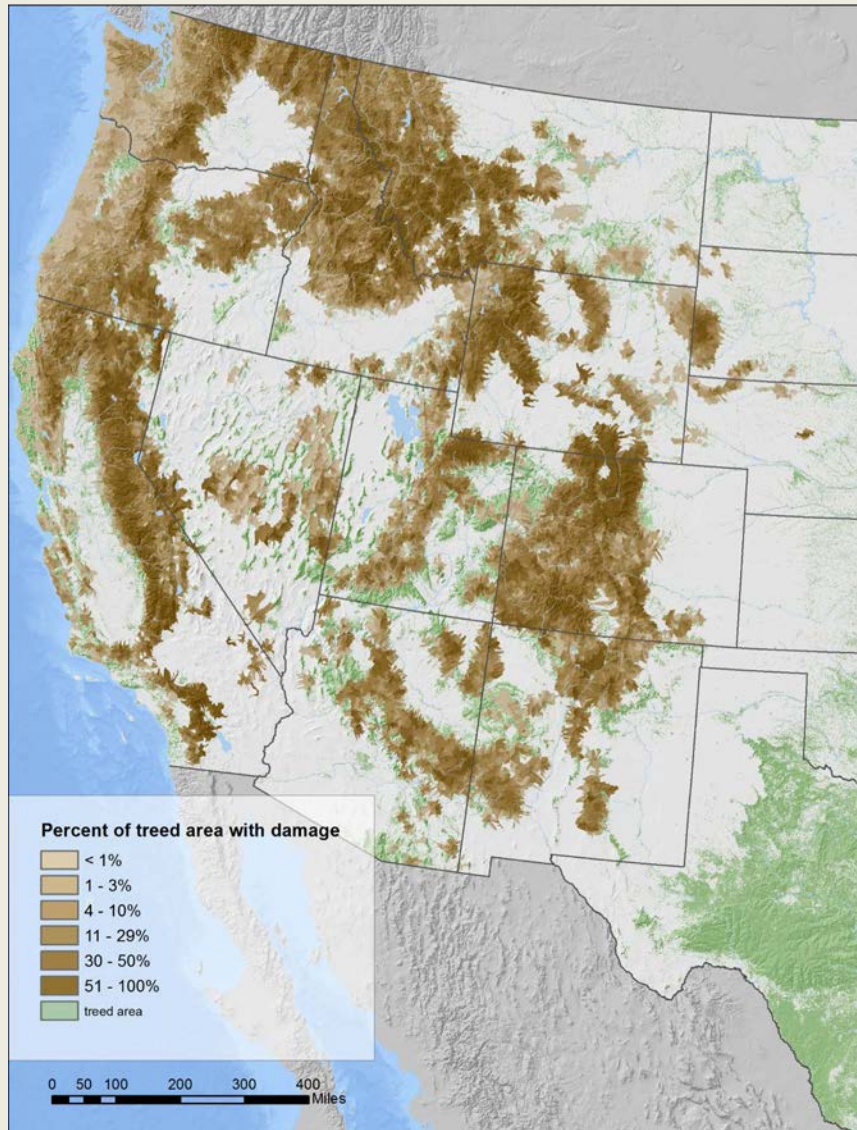 Percent of treed area with damage
< 1%
1 - 3%
4 - 10%
11 - 29%
30 - 50%
51 - 100%
treed area
0 50 100 200 300 400
Miles